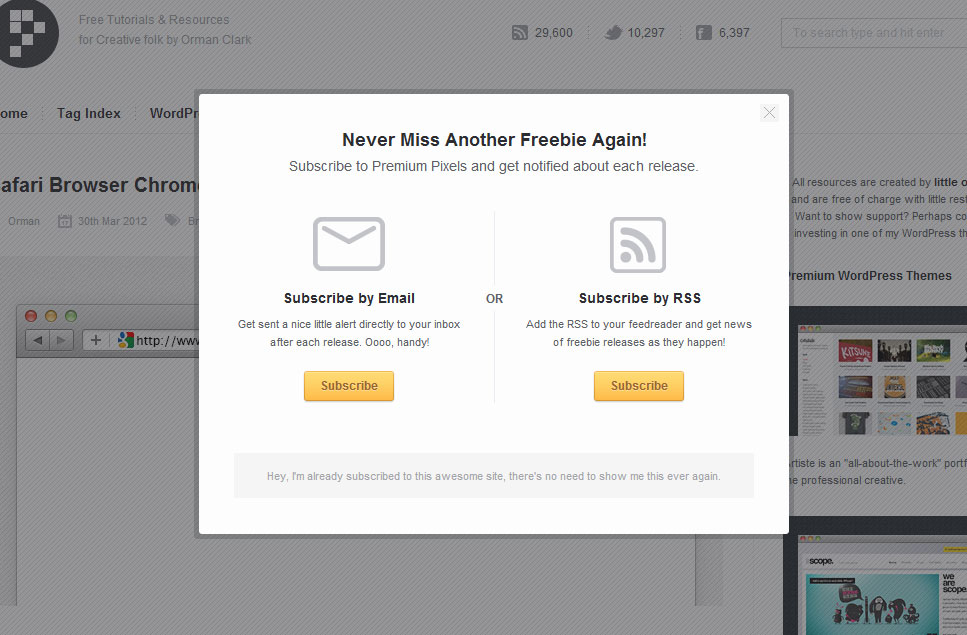 Free Tutorials & Resources
for Creative folk by Orman Clark
29,600
10,297
6,397
To search type and hit enter
ome
Tag Index
WordPr
afari Browser Chrome
Orman
30th Mar 2012
Br
http://www
Never Miss Another Freebie Again!
Subscribe to Premium Pixels and get notified about each release.
Subscribe by Email
Get sent a nice little alert directly to your inbox
after each release. Oooo, handy!
Subscribe
OR
Subscribe by RSS
Add the RSS to your feedreader and get news
of freebie releases as they happen!
Subscribe
Hey, I'm already subscribed to this awesome site, there's no need to show me this ever again.
All resources are created by little o
and are free of charge with little rest
Want to show support? Perhaps co
investing in one of my WordPress th
Premium WordPress Themes
KITSUNE
rtiste is an "all-about-the-work" portf
he professional creative.
scope.
we
are
scope